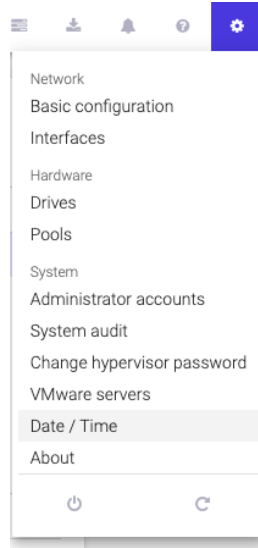 Network
Basic configuration
Interfaces
Hardware
Drives
Pools
System
Administrator accounts
System audit
Change hypervisor password
VMware servers
Date / Time
About